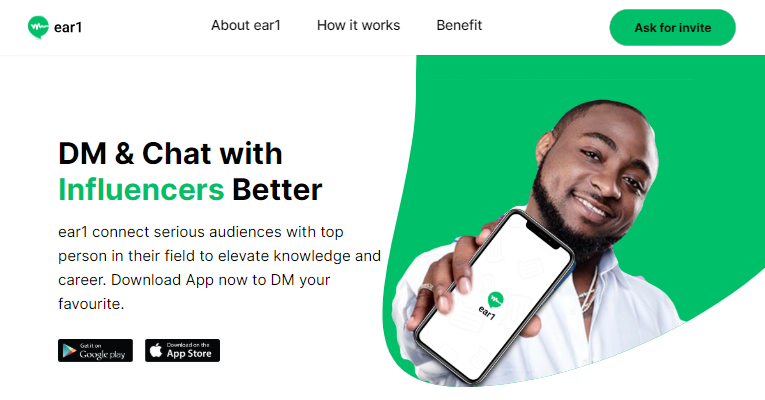 ear1
About ear1
How it works
Benefit
Ask for invite
DM & Chat with
Influencers Better
ear1 connect serious audiences with top
person in their field to elevate knowledge and
career. Download App now to DM your
favourite.
Get it on
Google play
Download on the
App Store
ear1